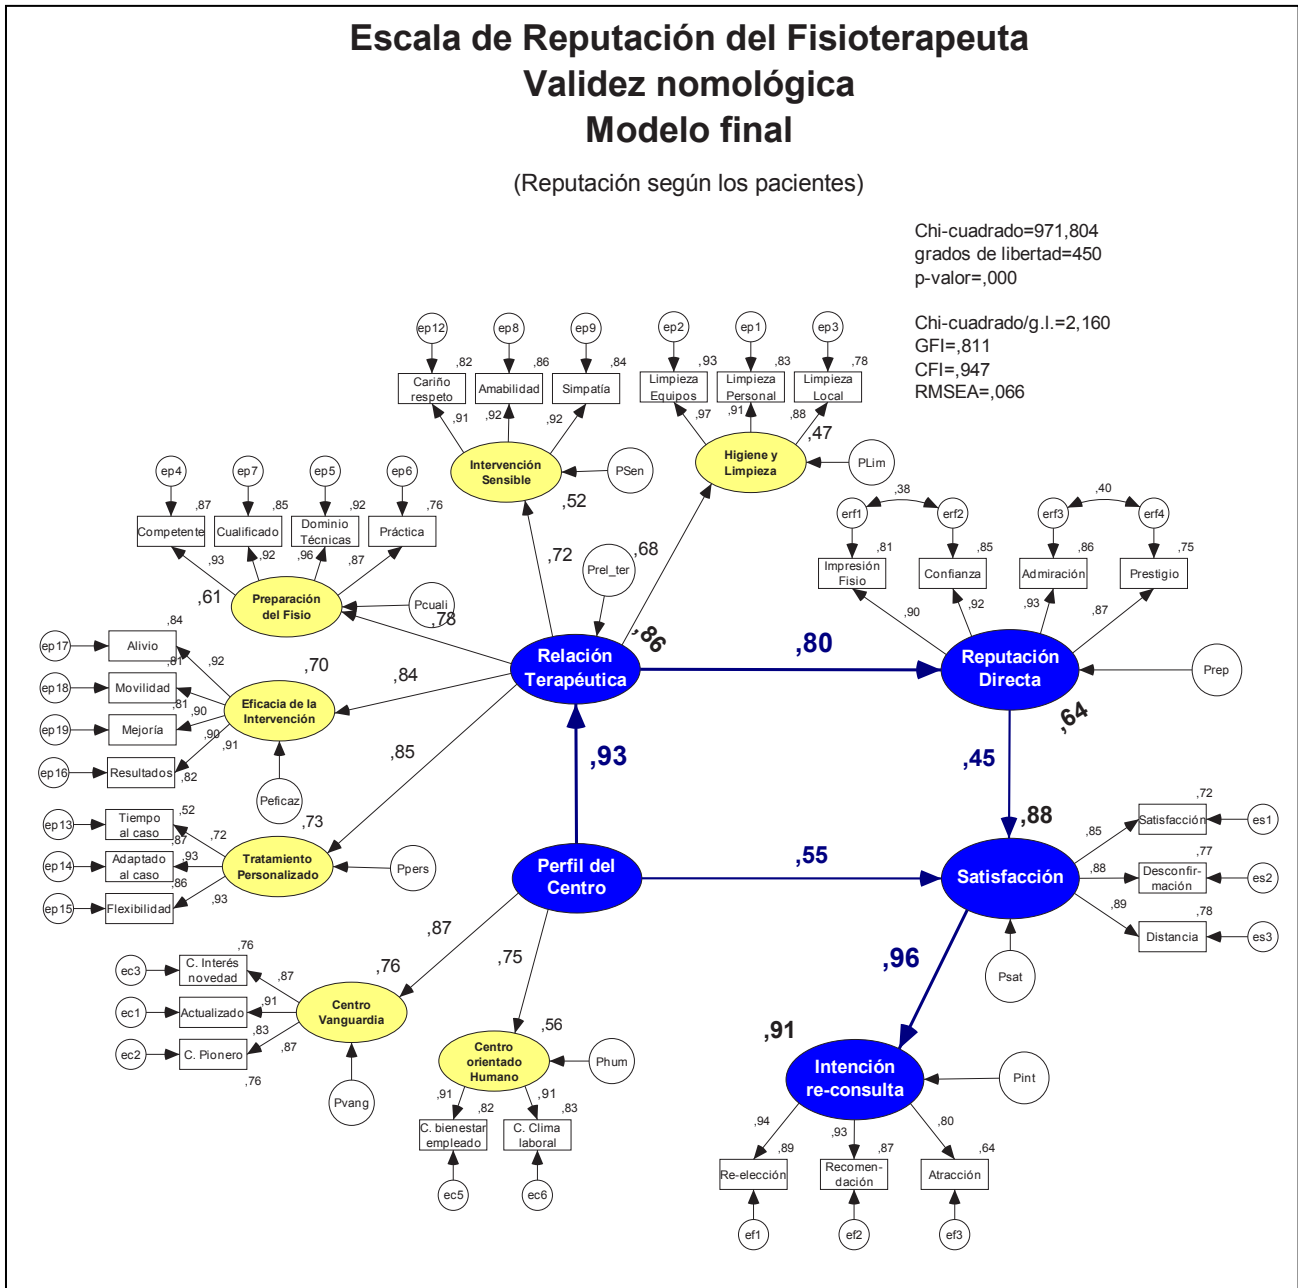 Escala de Reputación del Fisioterapeuta
Validez nomológica
Modelo final
(Reputación según los pacientes)
Chi-cuadrado=971,804
grados de libertad=450
p-valor=,000
Chi-cuadrado/g.l.=2,160
GFI=,811
CFI=,947
RMSEA=,066
ep12 ep8 ep9 ep2 ep1 ep3
,82 ,86 ,84 ,93 ,83 ,78
Cariño respeto
Amabilidad
Simpatía
Limpieza Equipos
Limpieza Personal
Limpieza Local
,91 ,92 ,92 ,97 ,91 ,88
,47
Intervención Sensible
PSen
Higiene y Limpieza
PLim
,52
ep4 ep7 ep5 ep6
,87 ,85 ,92 ,76
Competente
Cualificado
Dominio Técnicas
Práctica
,93 ,92 ,96 ,87
,72
,68
Prel_ter
,38 ,40
erf1 erf2 erf3 erf4
,81 ,85 ,86 ,75
Impresión Fisio
Confianza
Admiración
Prestigio
,90 ,92 ,93 ,87
,61
Preparación del Fisio
Pcuali
,78
,86
Relación Terapéutica
,80
Reputación Directa
Prep
,64
ep17
Alivio
,84
,92
ep18
Movilidad
,81
,90
ep19
Mejoría
,81
,90
ep16
Resultados
,82
,91
,70
Eficacia de la Intervención
Peficaz
,84
,85
,93
,45
ep13
Tiempo al caso
,52
,72
ep14
Adaptado al caso
,87
,93
ep15
Flexibilidad
,86
,93
,73
Tratamiento Personalizado
Ppers
Perfil del Centro
,55
,88
Satisfacción
Psat
,85
,72
Satisfacción
es1
,88
,77
Desconfir-
mación
es2
,89
,78
Distancia
es3
,87
,75
,96
ec3
C. Interés novedad
,76
,87
ec1
Actualizado
,83
,91
ec2
C. Pionero
,76
,87
,76
Centro Vanguardia
Pvang
,56
Centro orientado Humano
Phum
,91 ,91
,82 ,83
C. bienestar empleado
C. Clima laboral
ec5 ec6
,91
Intención re-consulta
Pint
,94 ,93 ,80
,89 ,87 ,64
Re-elección
Recomen-
dación
Atracción
ef1 ef2 ef3